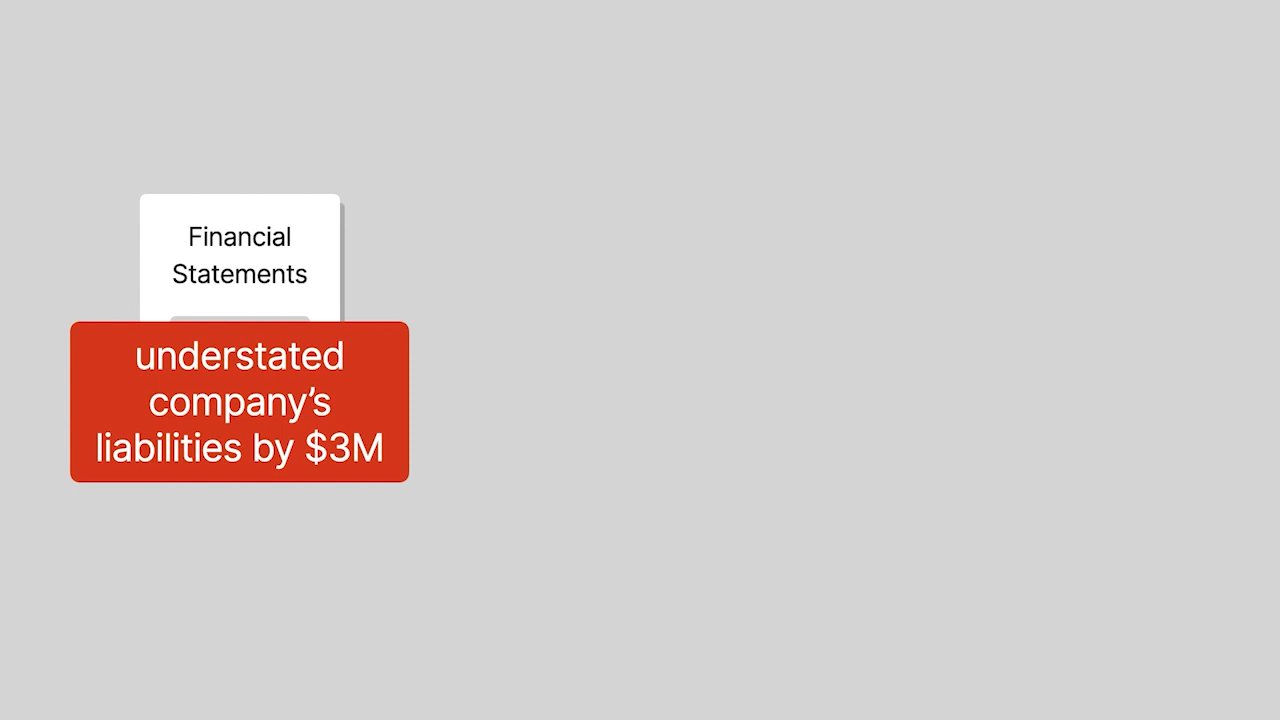 Financial
Statements
understated
company’s
liabilities by $3M